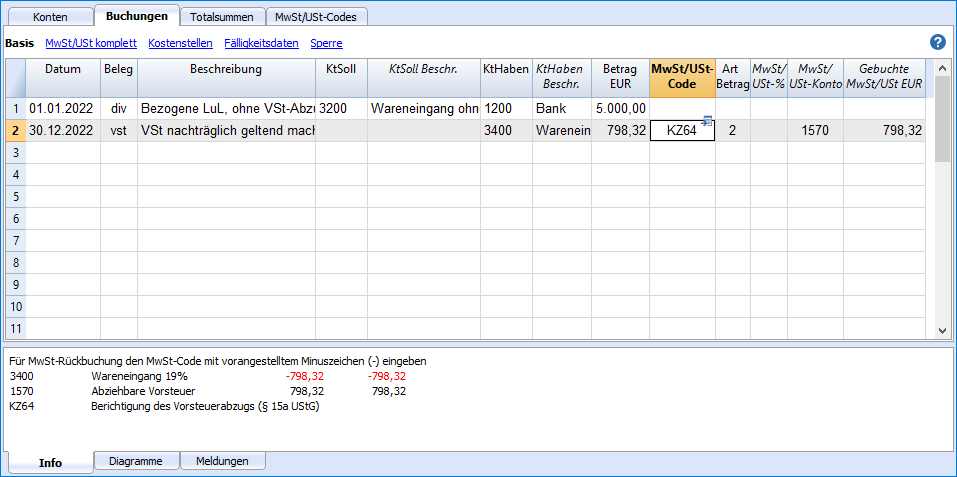 Konten Buchungen Totalsummen MwSt/USt-Codes
Basis MwSt/USt komplett Kostenstellen Fälligkeitsdaten Sperre ?
Datum Beleg Beschreibung KtSoll KtSoll Beschr. KtHaben KtHaben Beschr. Betrag EUR MwSt/USt-Code Art Betrag MwSt/USt-% MwSt/USt-Konto Gebuchte MwSt/USt EUR
1 01.01.2022 div Bezogene LuL, ohne VSt-Abzu 3200 Wareneingang ohn 1200 Bank 5.000,00
2 30.12.2022 vst VSt nachträglich geltend mach 3400 Warenein 798,32 KZ64 2 1570 798,32
3
4
5
6
7
8
9
10
11
Für MwSt-Rückbuchung den MwSt-Code mit vorangestelltem Minuszeichen (-) eingeben
3400 Wareneingang 19% -798,32 -798,32
1570 Abziehbare Vorsteuer 798,32 798,32
KZ64 Berichtigung des Vorsteuerabzugs (§ 15a UStG)
Info Diagramme Meldungen